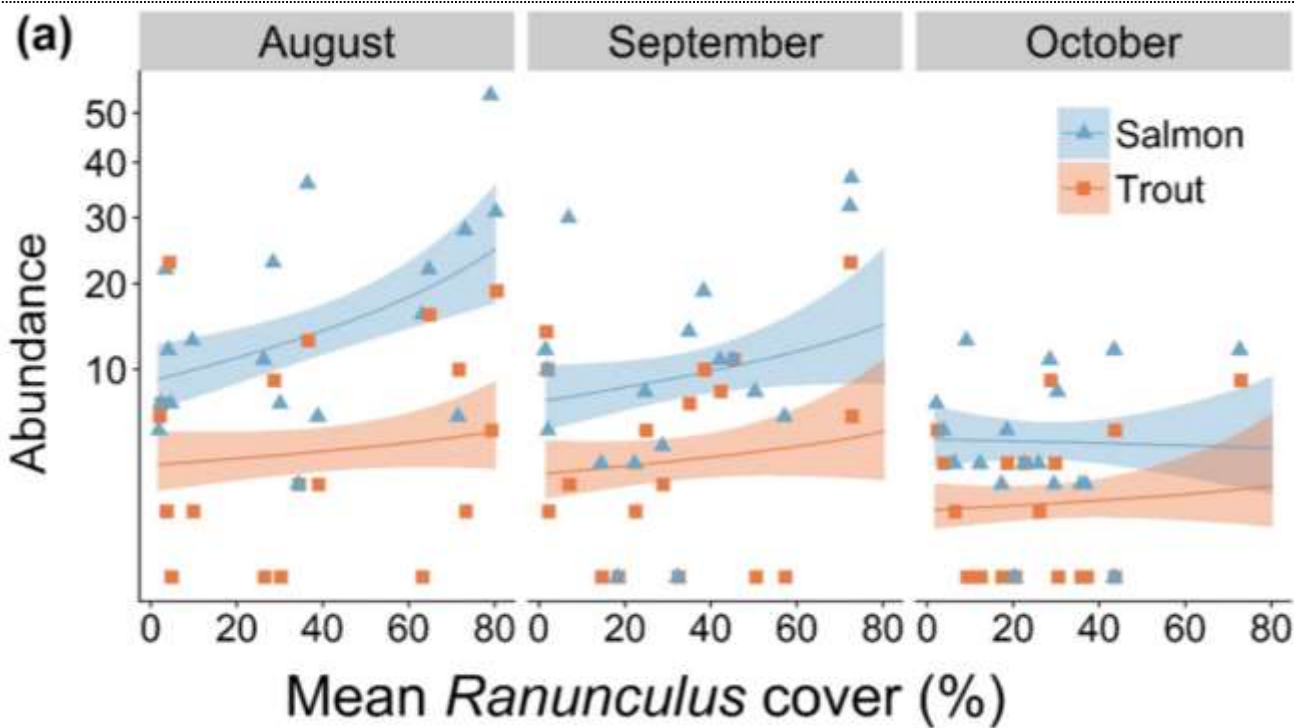 (a)
August September October
Abundance
50
40
30
20
10
Salmon
Trout
0 20 40 60 80 0 20 40 60 80 0 20 40 60 80
Mean Ranunculus cover (%)